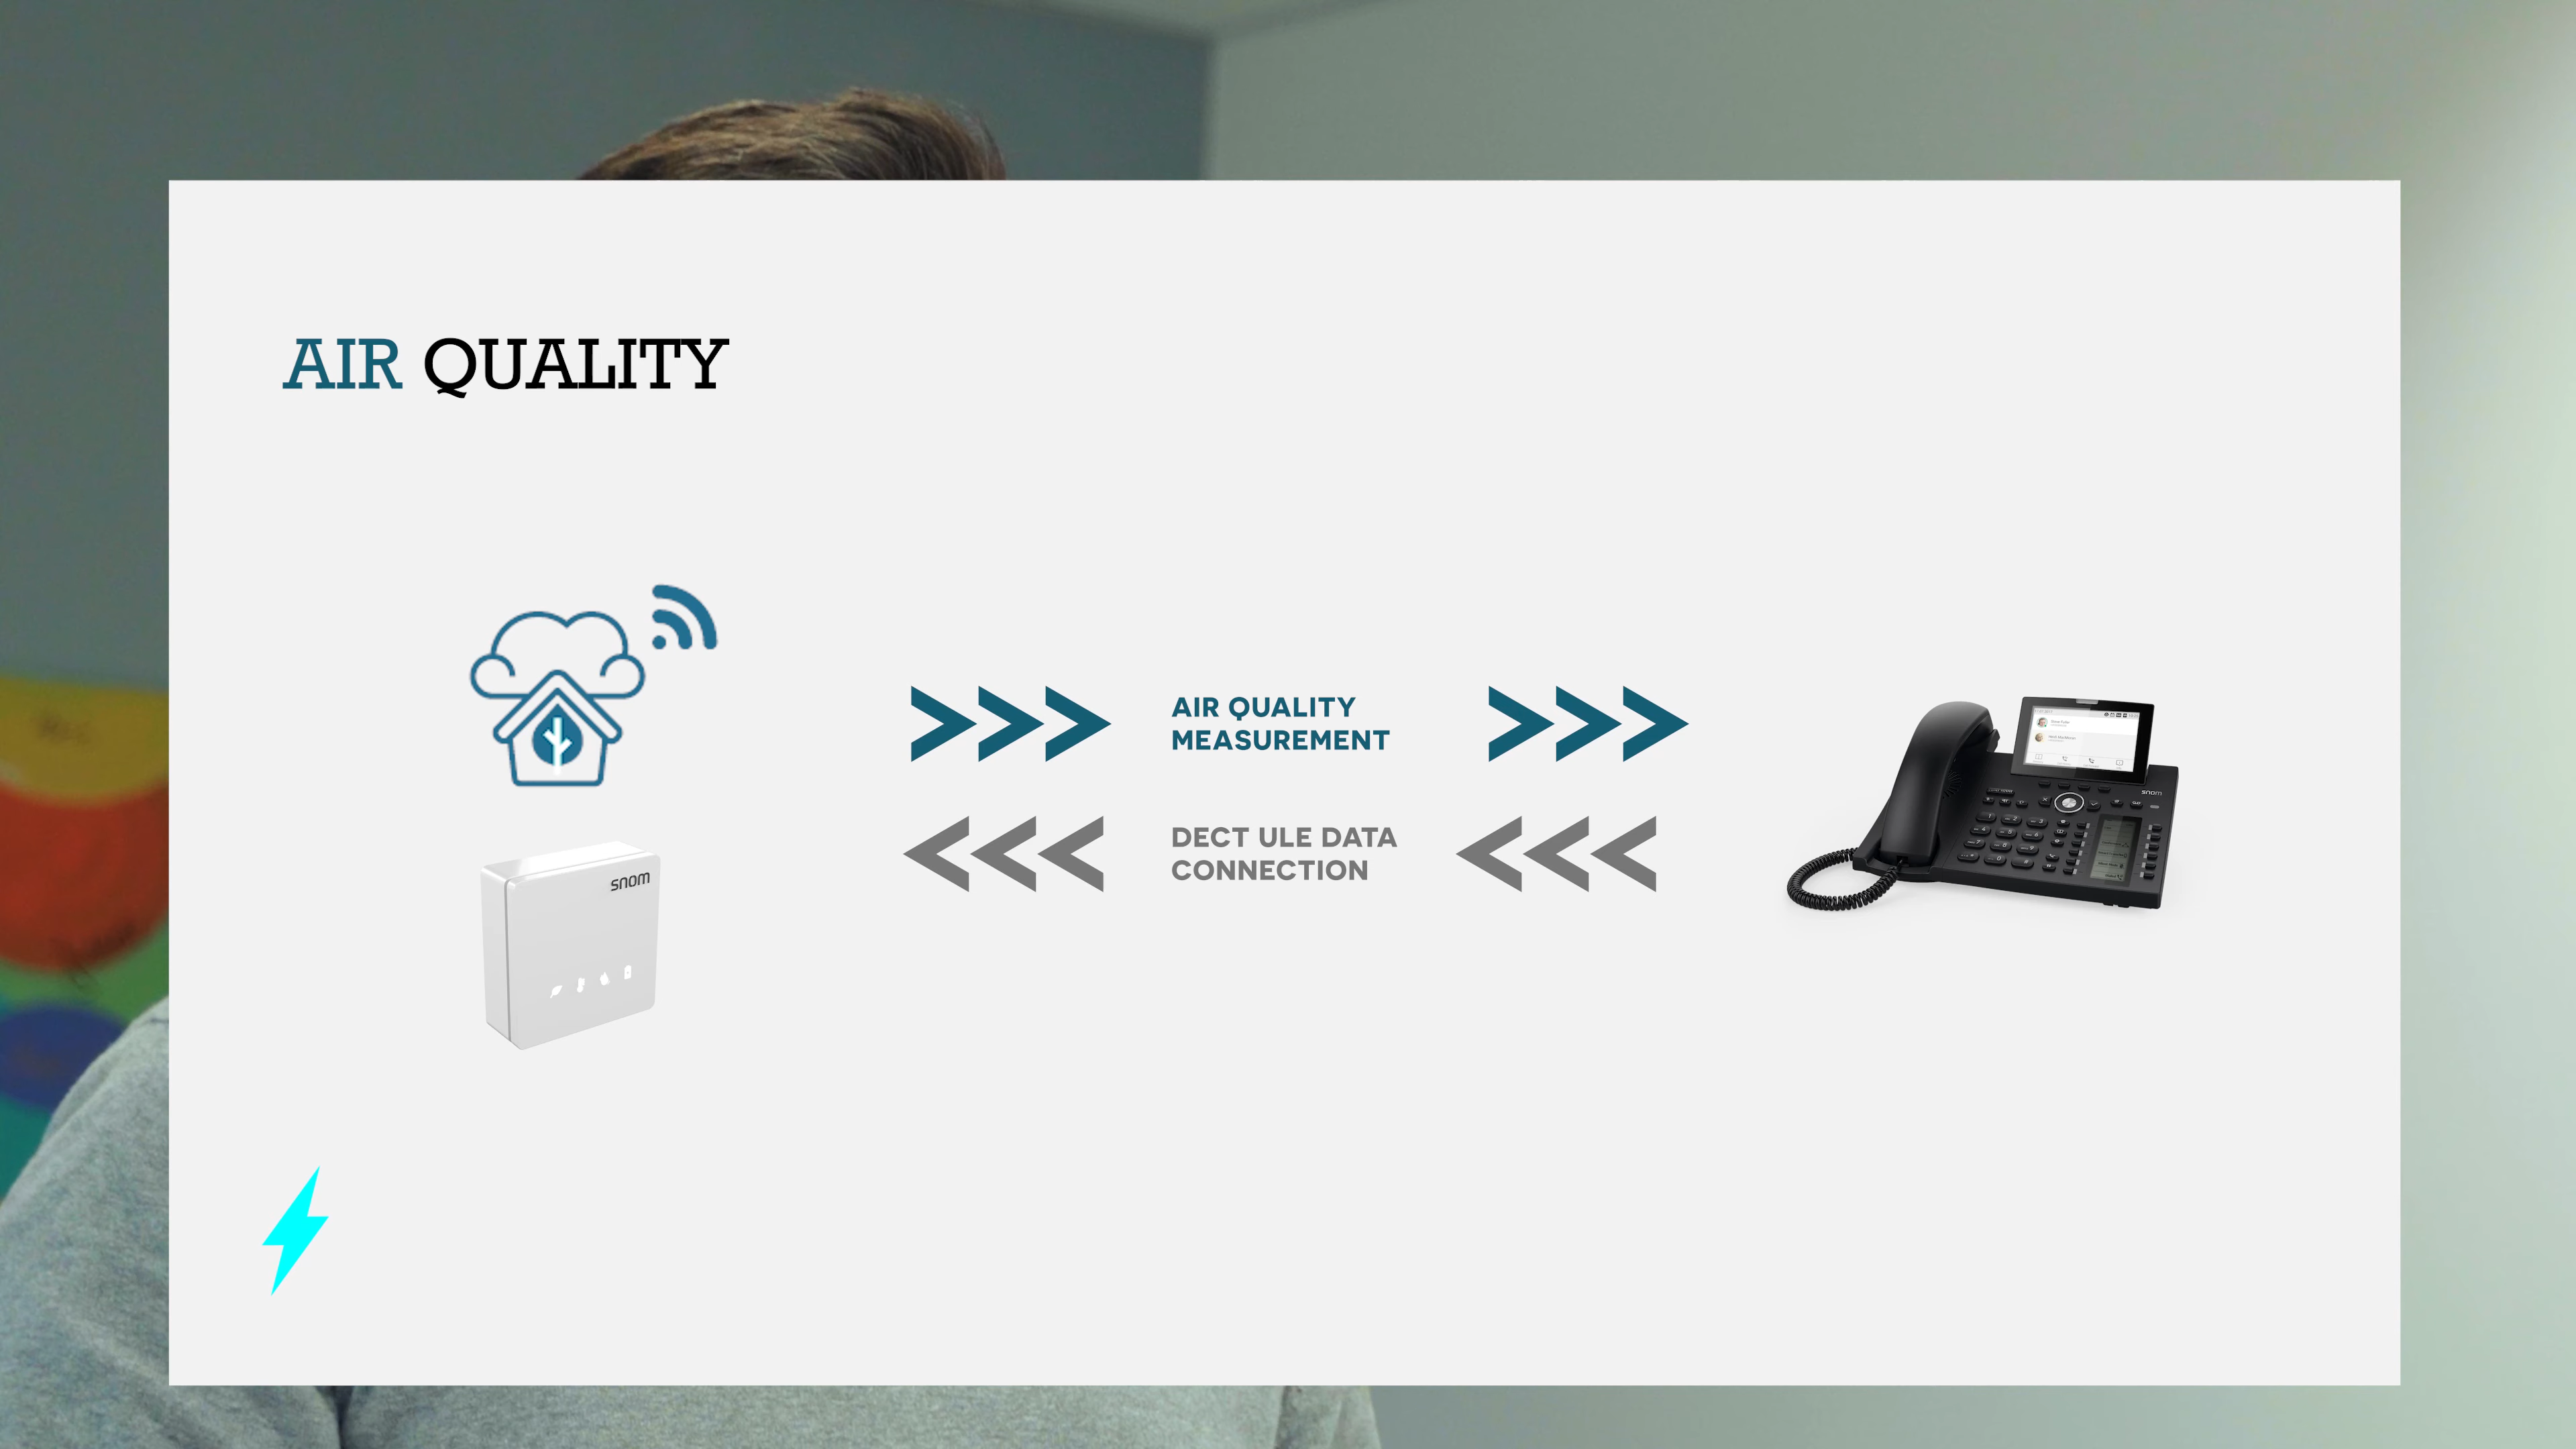 AIR QUALITY
AIR QUALITY
MEASUREMENT
DECT ULE DATA
CONNECTION
snom
snom